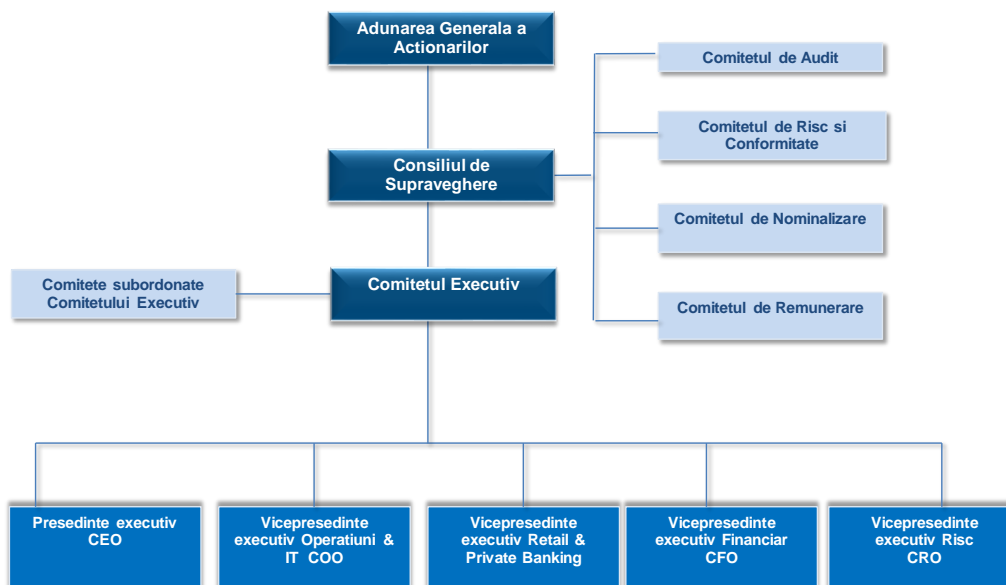 Adunarea Generala a
Actionarilor
Comitetul de Audit
Comitetul de Risc si
Conformitate
Consiliul de
Supraveghere
Comitetul de Nominalizare
Comitete subordonate
Comitetului Executiv
Comitetul Executiv
Comitetul de Remunerare
Presedinte executiv
CEO
Vicepresedinte
executiv Operatiuni &
IT COO
Vicepresedinte
executiv Retail &
Private Banking
Vicepresedinte
executiv Financiar
CFO
Vicepresedinte
executiv Risc
CRO